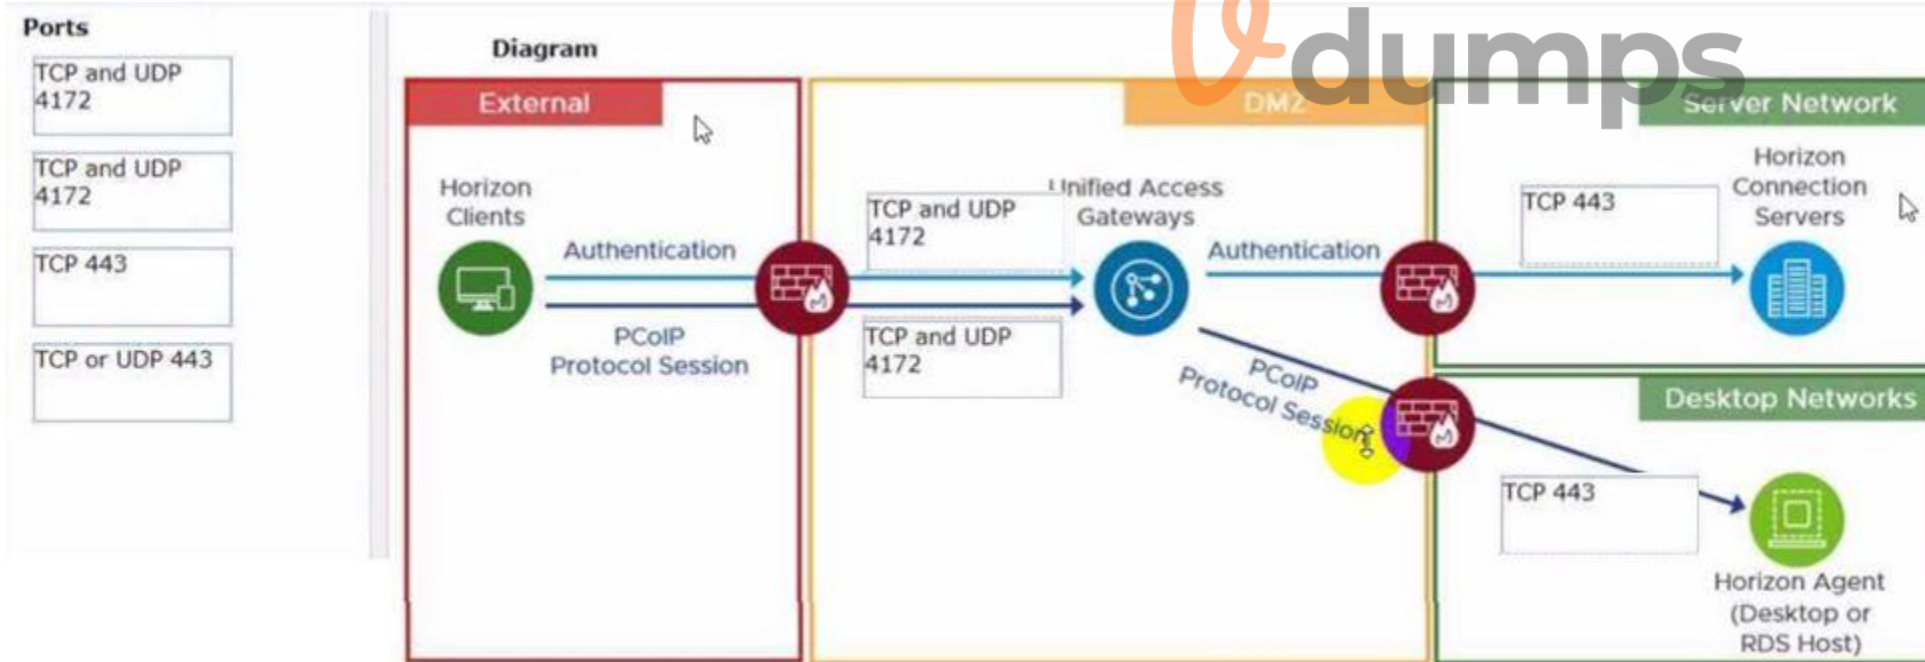 Ports
TCP and UDP
4172
TCP and UDP
4172
TCP 443
TCP or UDP 443
dumps
Diagram
External
DMZ
Server Network
Horizon
Clients
Authentication
PCoIP
Protocol Session
TCP and UDP
4172
TCP and UDP
4172
Unified Access
Gateways
Authentication
PCoIP
Protocol Session
TCP 443
Horizon
Connection
Servers
Desktop Networks
TCP 443
Horizon Agent
(Desktop or
RDS Host)